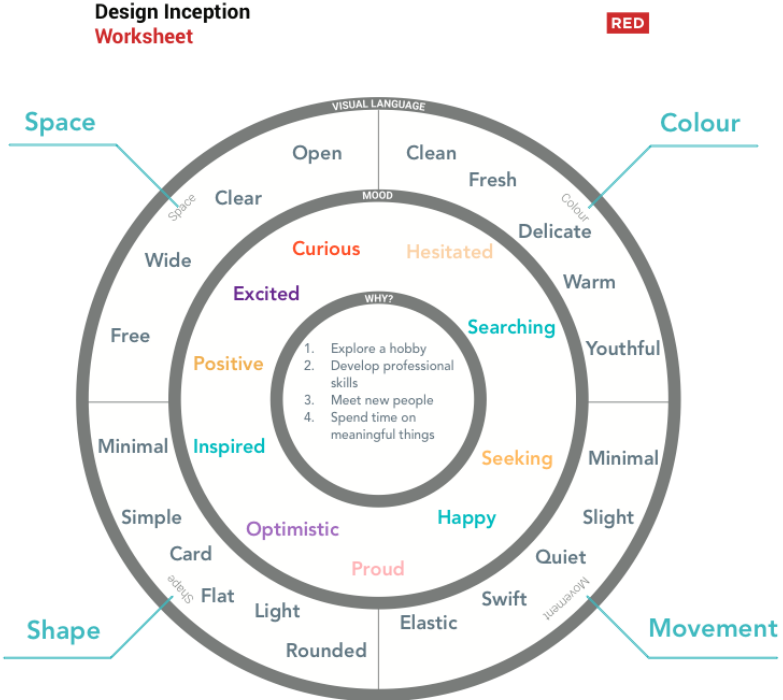 Design Inception
Worksheet
RED
Space
Colour
VISUAL LANGUAGE
Open
Clean
Fresh
Clear
Space
Colour
Delicate
Wide
Warm
Free
Youthful
MOOD
Curious
Hesitated
Excited
Searching
Positive
Inspired
Seeking
Happy
Optimistic
Proud
WHY?
1. Explore a hobby
2. Develop professional
skills
3. Meet new people
4. Spend time on
meaningful things
Minimal
Minimal
Simple
Slight
Card
Quiet
Shape
Flat
Swift
Movement
Light
Elastic
Rounded
Shape
Movement